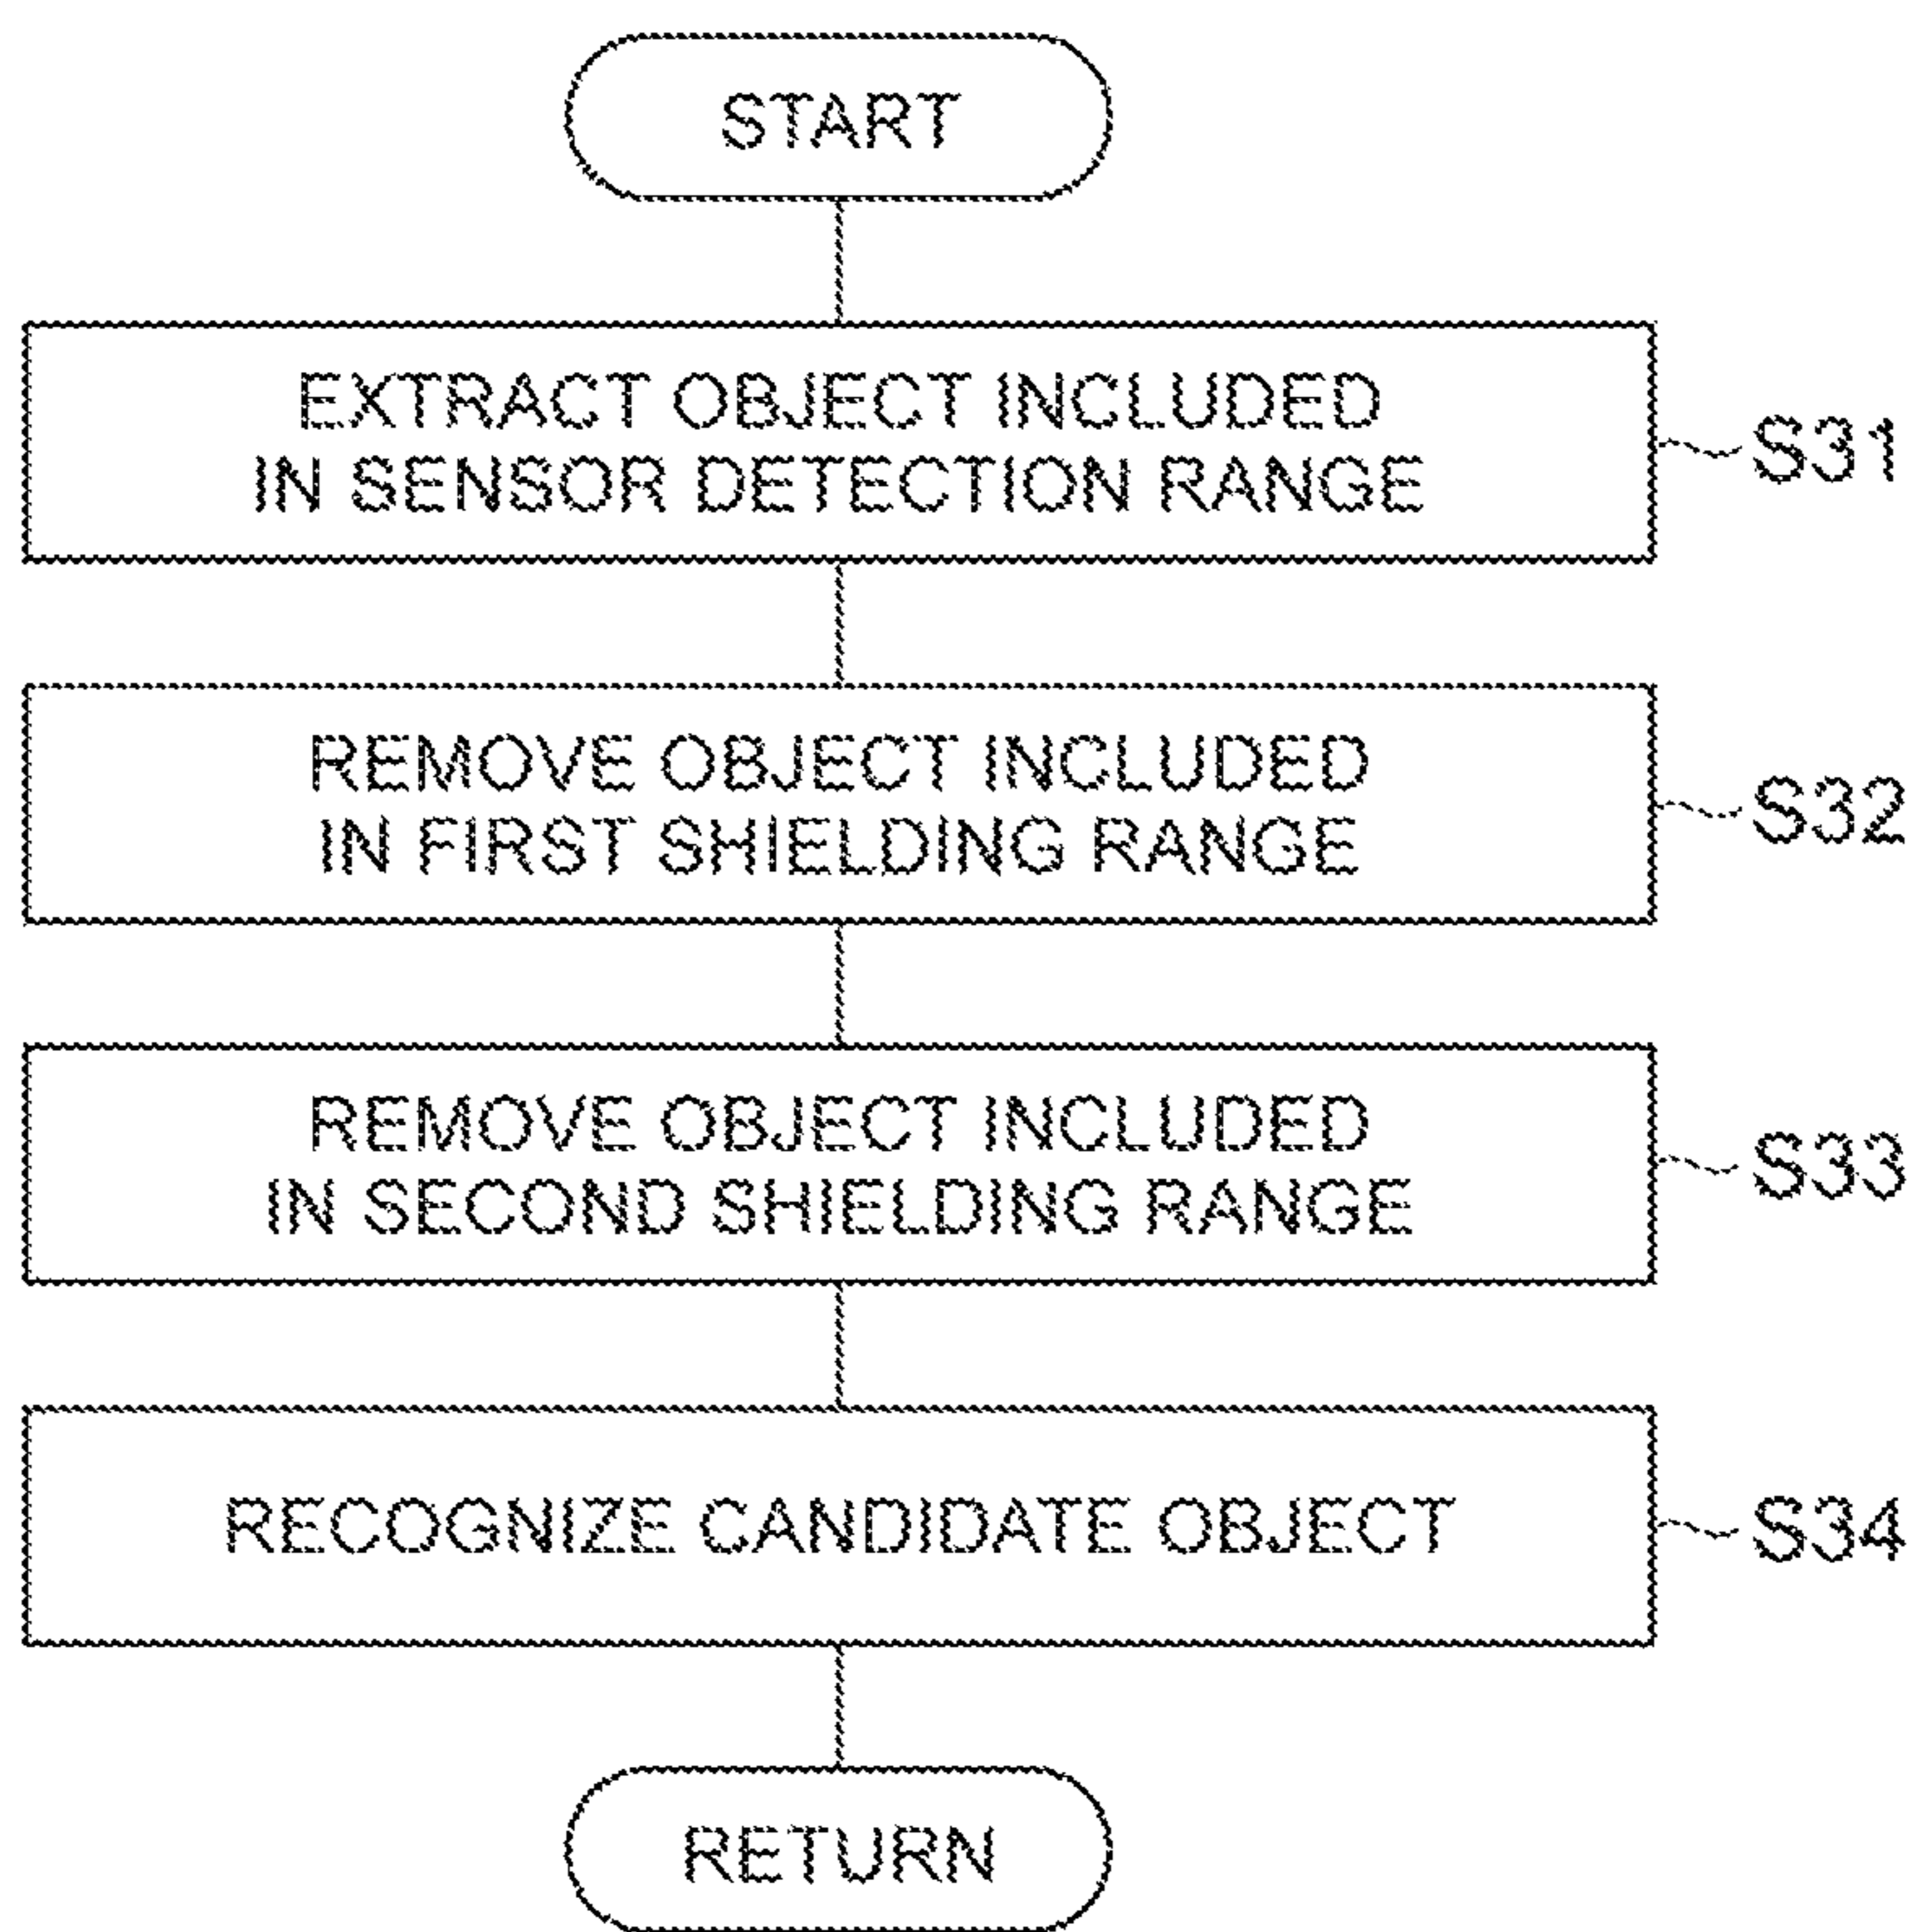 START
EXTRACT OBJECT INCLUDED
IN SENSOR DETECTION RANGE
S31
REMOVE OBJECT INCLUDED
IN FIRST SHIELDING RANGE
S32
REMOVE OBJECT INCLUDED
IN SECOND SHIELDING RANGE
S33
RECOGNIZE CANDIDATE OBJECT
S34
RETURN